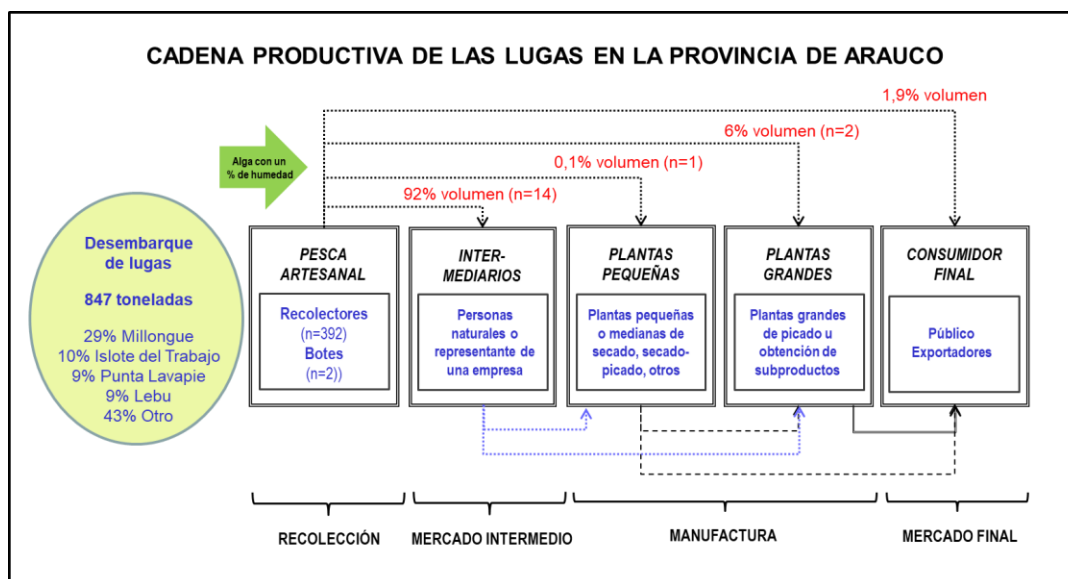 CADENA PRODUCTIVA DE LAS LUGAS EN LA PROVINCIA DE ARAUCO
1,9% volumen
6% volumen (n=2)
0,1% volumen (n=1)
92% volumen (n=14)
Alga con un
% de humedad
Desembarque
de lugas
847 toneladas
29% Millongue
10% Islote del Trabajo
9% Punta Lavapie
9% Lebu
43% Otro
PESCA
ARTESANAL
Recolectores
(n=392)
Botes
(n=2))
INTER-
MEDIARIOS
Personas
naturales o
representante de
una empresa
PLANTAS
PEQUEÑAS
Plantas pequeñas
o medianas de
secado, secado-
picado, otros
PLANTAS
GRANDES
Plantas grandes
de picado u
obtención de
subproductos
CONSUMIDOR
FINAL
Público
Exportadores
RECOLECCIÓN
MERCADO INTERMEDIO
MANUFACTURA
MERCADO FINAL